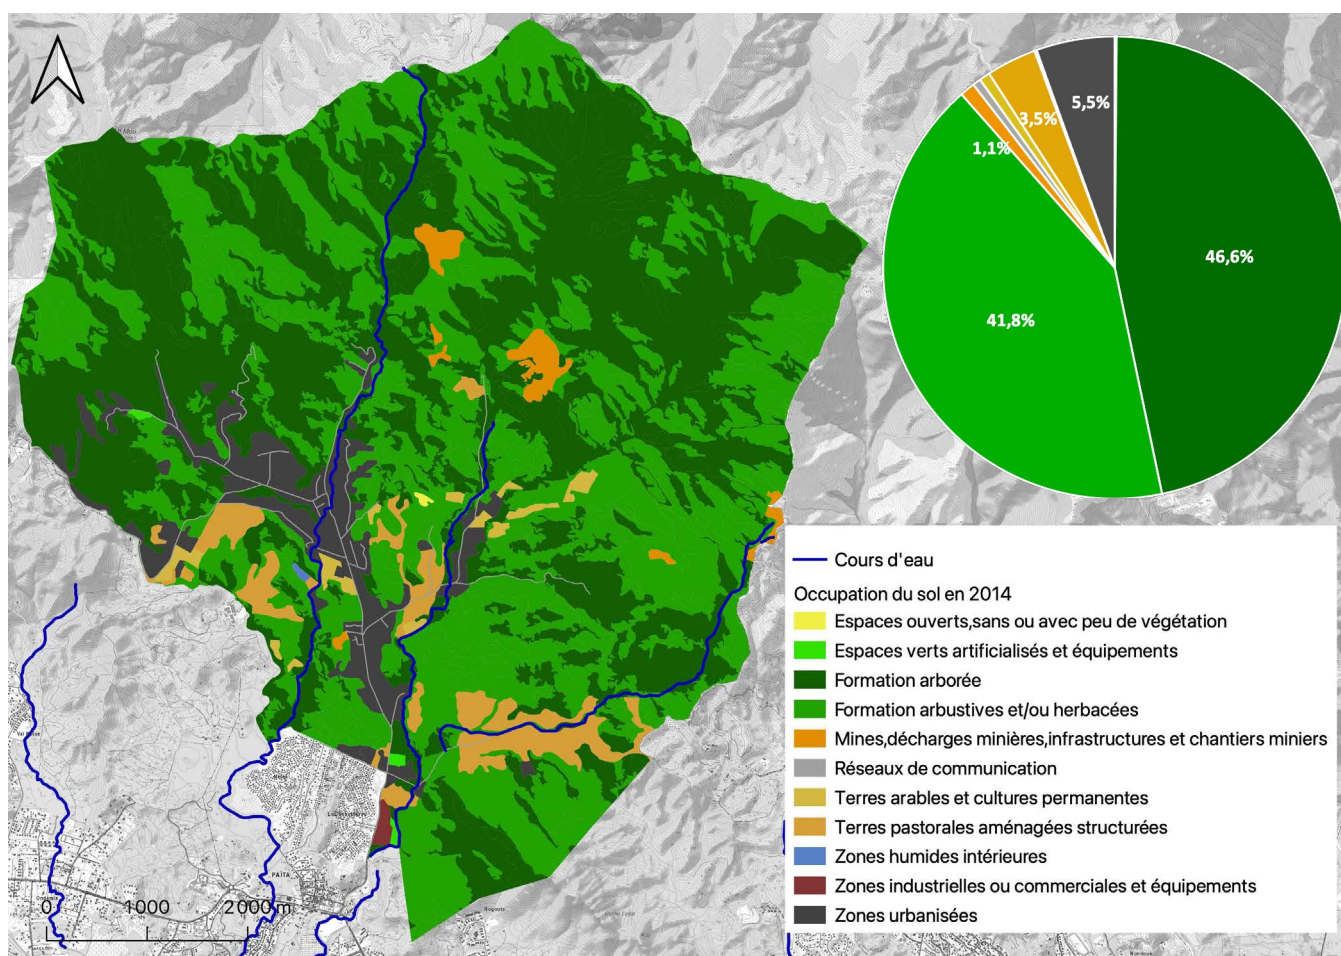 5,5%
3,5%
1,1%
46,6%
41,8%
Cours d'eau
Occupation du sol en 2014
Espaces ouverts,sans ou avec peu de végétation
Espaces verts artificialisés et équipements
Formation arborée
Formation arbustives et/ou herbacées
Mines,décharges minières,infrastructures et chantiers miniers
Réseaux de communication
Terres arables et cultures permanentes
Terres pastorales aménagées structurées
Zones humides intérieures
Zones industrielles ou commerciales et équipements
Zones urbanisées
PAÏTA
0 1000 2000 m